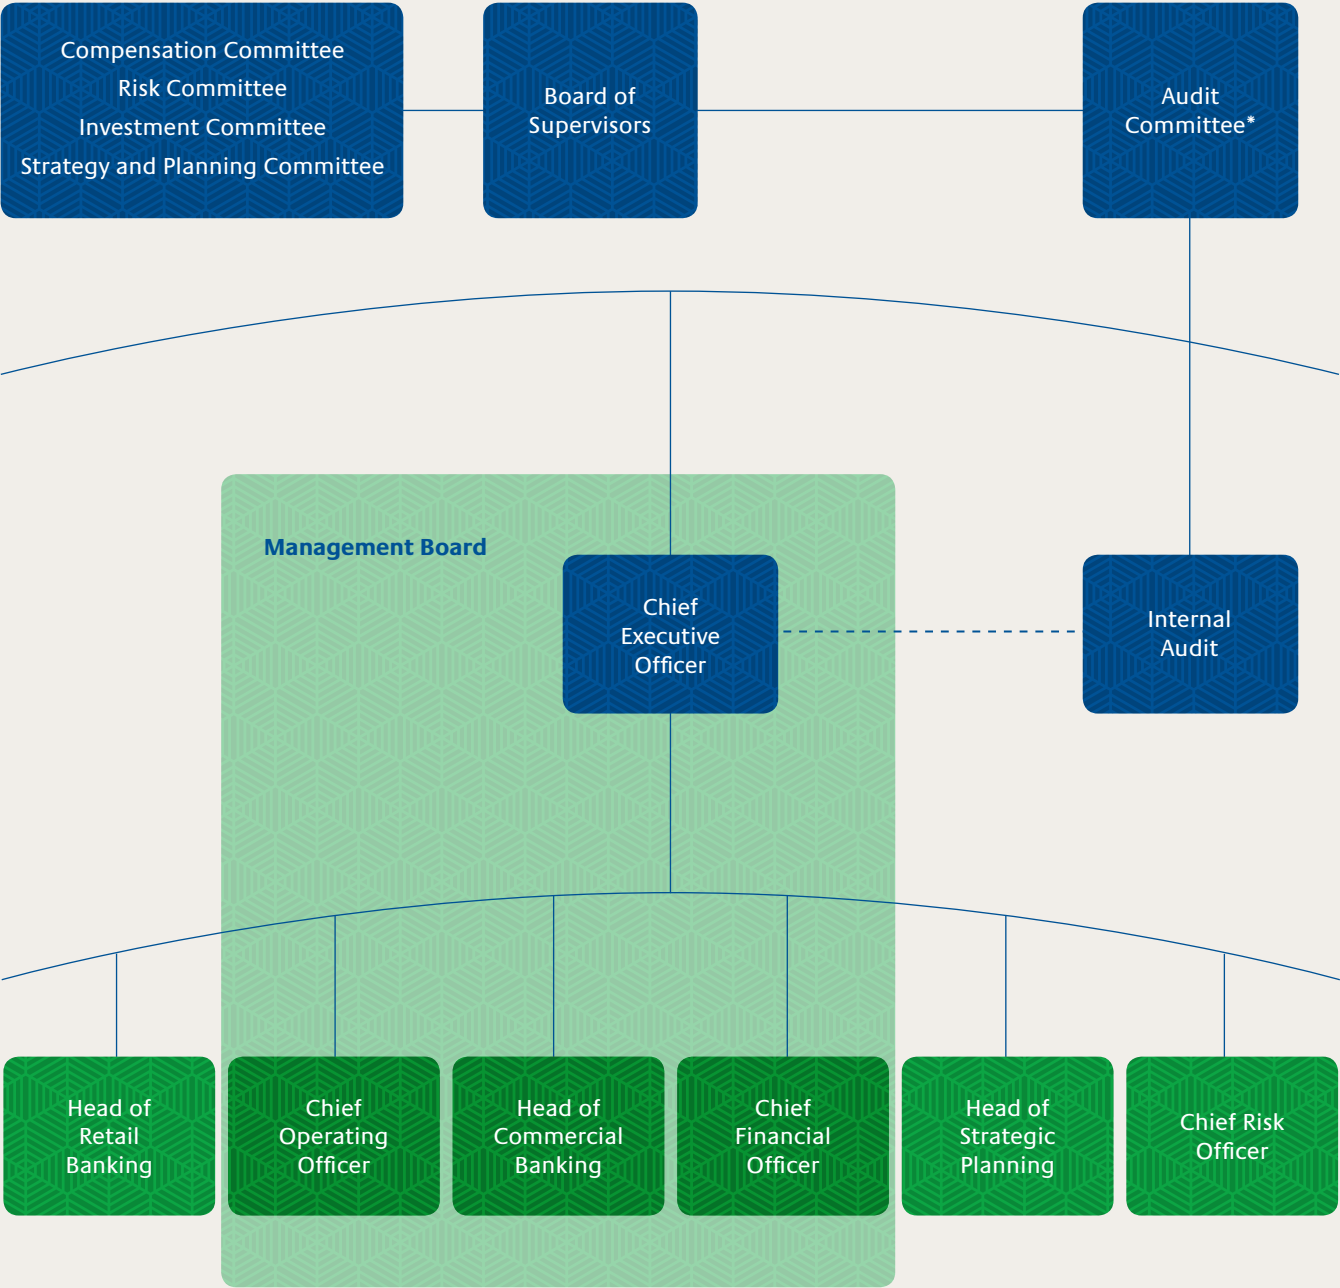 Compensation Committee
Risk Committee
Investment Committee
Strategy and Planning Committee
Board of
Supervisors
Audit
Committee*
Management Board
Chief
Executive
Officer
Internal
Audit
Head of
Retail
Banking
Chief
Operating
Officer
Head of
Commercial
Banking
Chief
Financial
Officer
Head of
Strategic
Planning
Chief Risk
Officer